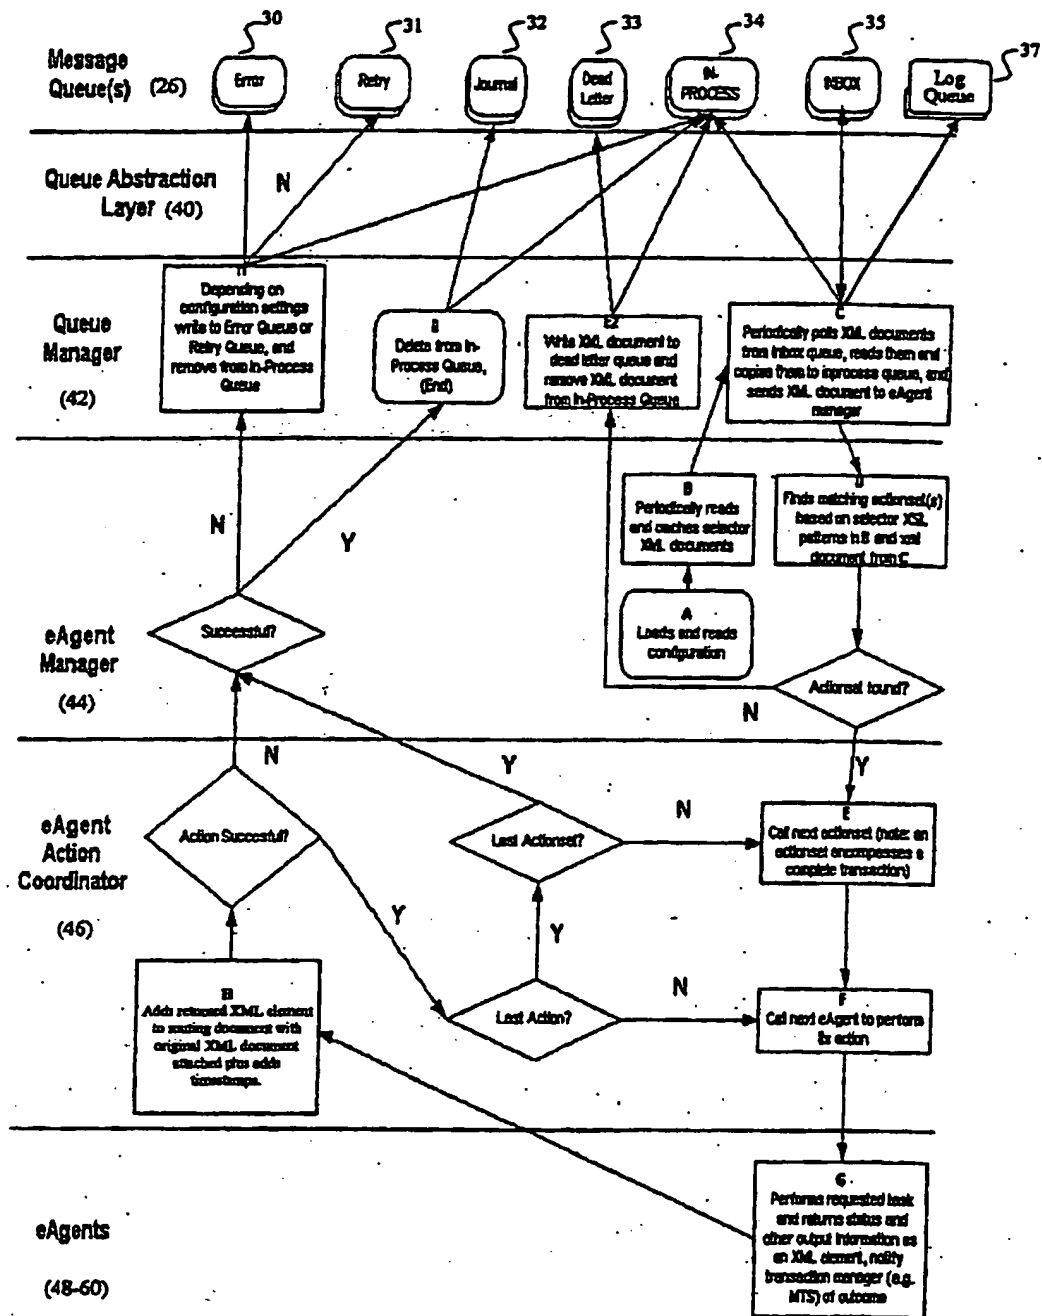 30
31
32
33
34
35
37
Message
Queue(s) (26)
Error
Retry
Journal
Dead
Letter
IN-
PROCESS
INBOX
Log
Queue
Queue Abstraction
Layer (40)
N
Queue
Manager
(42)
Depending on
configuration settings
write to Error Queue or
Retry Queue, and
remove from In-Process
Queue
Delete from In-
Process Queue,
(End)
E2
Write XML document to
dead letter queue and
remove XML document
from In-Process Queue
C
Periodically polls XML documents
from inbox queue, reads them and
copies them to inprocess queue, and
sends XML document to eAgent
manager
N
Y
B
Periodically reads
and caches selector
XML documents
D
Finds matching actionset(s)
based on selector XSL
patterns in B and xml
document from C
A
Loads and reads
configuration
eAgent
Manager
(44)
Successful?
Actionset found?
N
N
Y
Y
eAgent
Action
Coordinator
(46)
Action Succesful?
Last Actionset?
N
E
Call next actionset (note: an
actionset encompasses a
complete transaction)
Y
Y
H
Adds returned XML element
to routing document with
original XML document
attached plus adds
timestamps.
Last Action?
N
F
Call next eAgent to perform
its action
eAgents
(48-60)
G
Performs requested task
and returns status and
other output information as
an XML element, notify
transaction manager (e.g.
MTS) of outcome